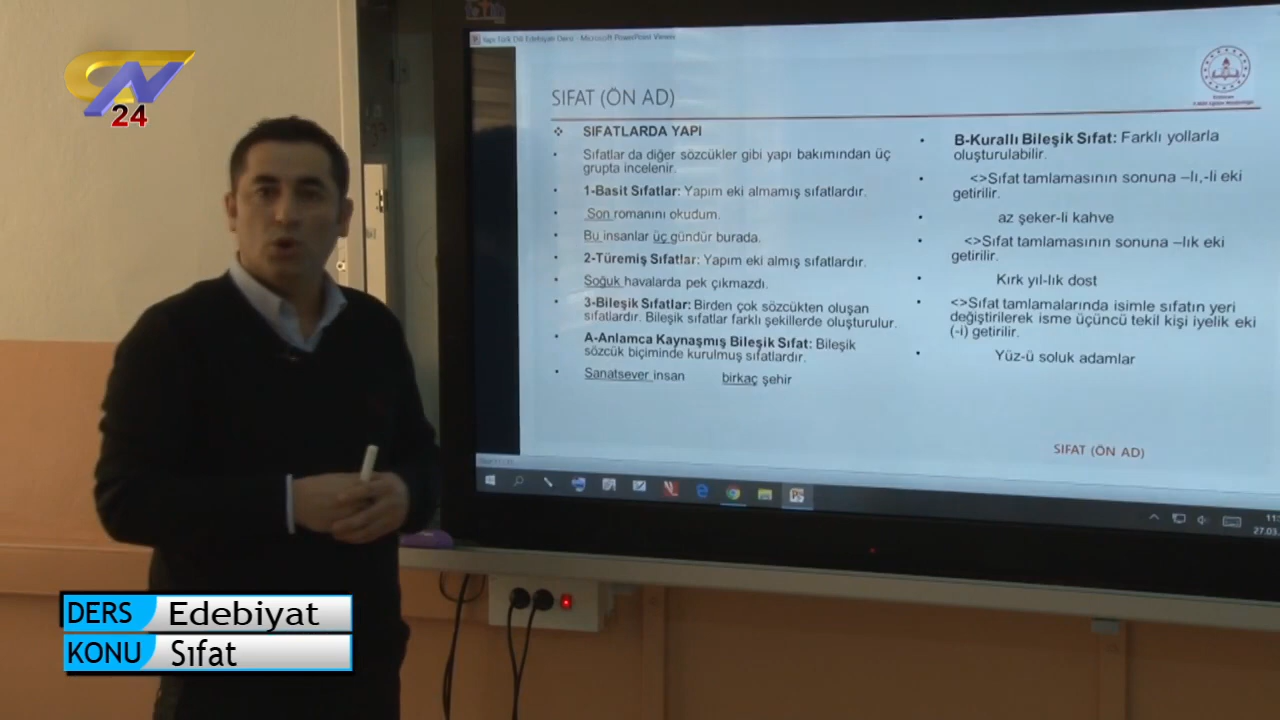 CN
24
Microsoft PowerPoint Viewer
SIFAT (ÖN AD)
❖ SIFATLARDA YAPI
• Sıfatlar da diğer sözcükler gibi yapı bakımından üç
grupta incelenir.
• 1-Basit Sıfatlar: Yapım eki almamış sıfatlardır.
• Son romanını okudum.
• Bu insanlar üç gündür burada.
• 2-Türemiş Sıfatlar: Yapım eki almış sıfatlardır.
• Soğuk havalarda pek çıkmazdı.
• 3-Bileşik Sıfatlar: Birden çok sözcükten oluşan
sıfatlardır. Bileşik sıfatlar farklı şekillerde oluşturulur.
• A-Anlamca Kaynaşmış Bileşik Sıfat: Bileşik
sözcük biçiminde kurulmuş sıfatlardır.
• Sanatsever insan birkaç şehir
• B-Kurallı Bileşik Sıfat: Farklı yollarla
oluşturulabilir.
• <>Sıfat tamlamasının sonuna –lı,-li eki
getirilir.
• az şeker-li kahve
• <>Sıfat tamlamasının sonuna –lık eki
getirilir.
• Kırk yıl-lık dost
• <>Sıfat tamlamalarında isimle sıfatın yeri
değiştirilerek isme üçüncü tekil kişi iyelik eki
(-i) getirilir.
• Yüz-ü soluk adamlar
SIFAT (ÖN AD)
27.03
DERS Edebiyat
KONU Sıfat